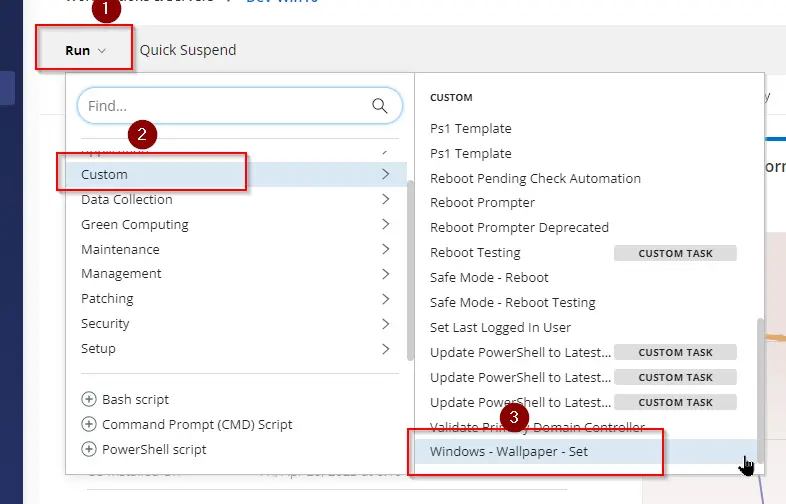 1
Dev-Win10
Run
Quick Suspend
Find...
CUSTOM
2
Application
Custom
Data Collection
Green Computing
Maintenance
Management
Patching
Security
Setup
Bash script
Command Prompt (CMD) Script
PowerShell script
Ps1 Template
Ps1 Template
Reboot Pending Check Automation
Reboot Prompter
Reboot Prompter Deprecated
Reboot Testing CUSTOM TASK
Safe Mode - Reboot
Safe Mode - Reboot Testing
Set Last Logged In User
Update PowerShell to Latest... CUSTOM TASK
Update PowerShell to Latest... CUSTOM TASK
Update PowerShell to Latest... CUSTOM TASK
3
Validate Primary Domain Controller
Windows - Wallpaper - Set